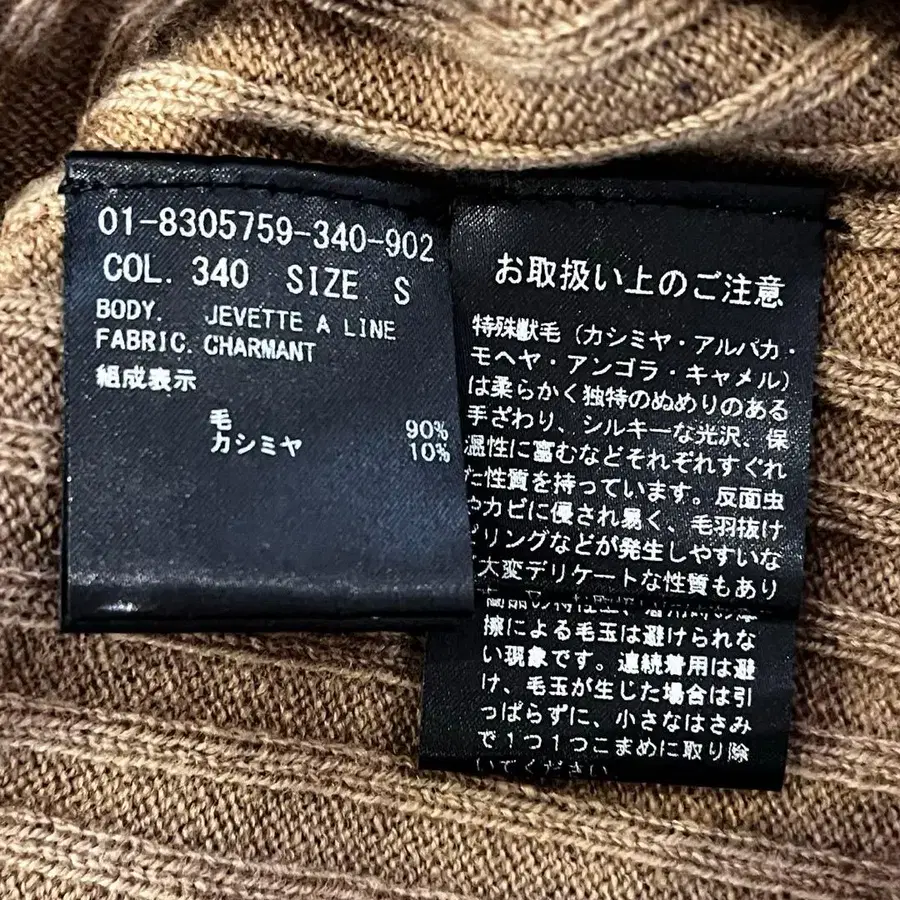 01-8305759-340-902
COL. 340 SIZE S
BODY. JEVETTE A LINE
FABRIC. CHARMANT
組成表示
毛 90%
カシミヤ 10%
お取扱い上のご注意
特殊獣毛(カシミヤ・アルパカ・
モヘヤ・アンゴラ・キャメル)
は柔らかく独特のぬめりのある
手ざわり、シルキーな光沢、保
温性に富むなどそれぞれすぐれ
た性質を持っています。反面虫
やカビに侵され易く、毛羽抜け
リングなどが発生しやすいな
大変デリケートな性質もあり
擦による毛玉は避けられな
い現象です。連続着用は避
け、毛玉が生じた場合は引
っぱらずに、小さなはさみ
で1つ1つこまめに取り除
いてください。